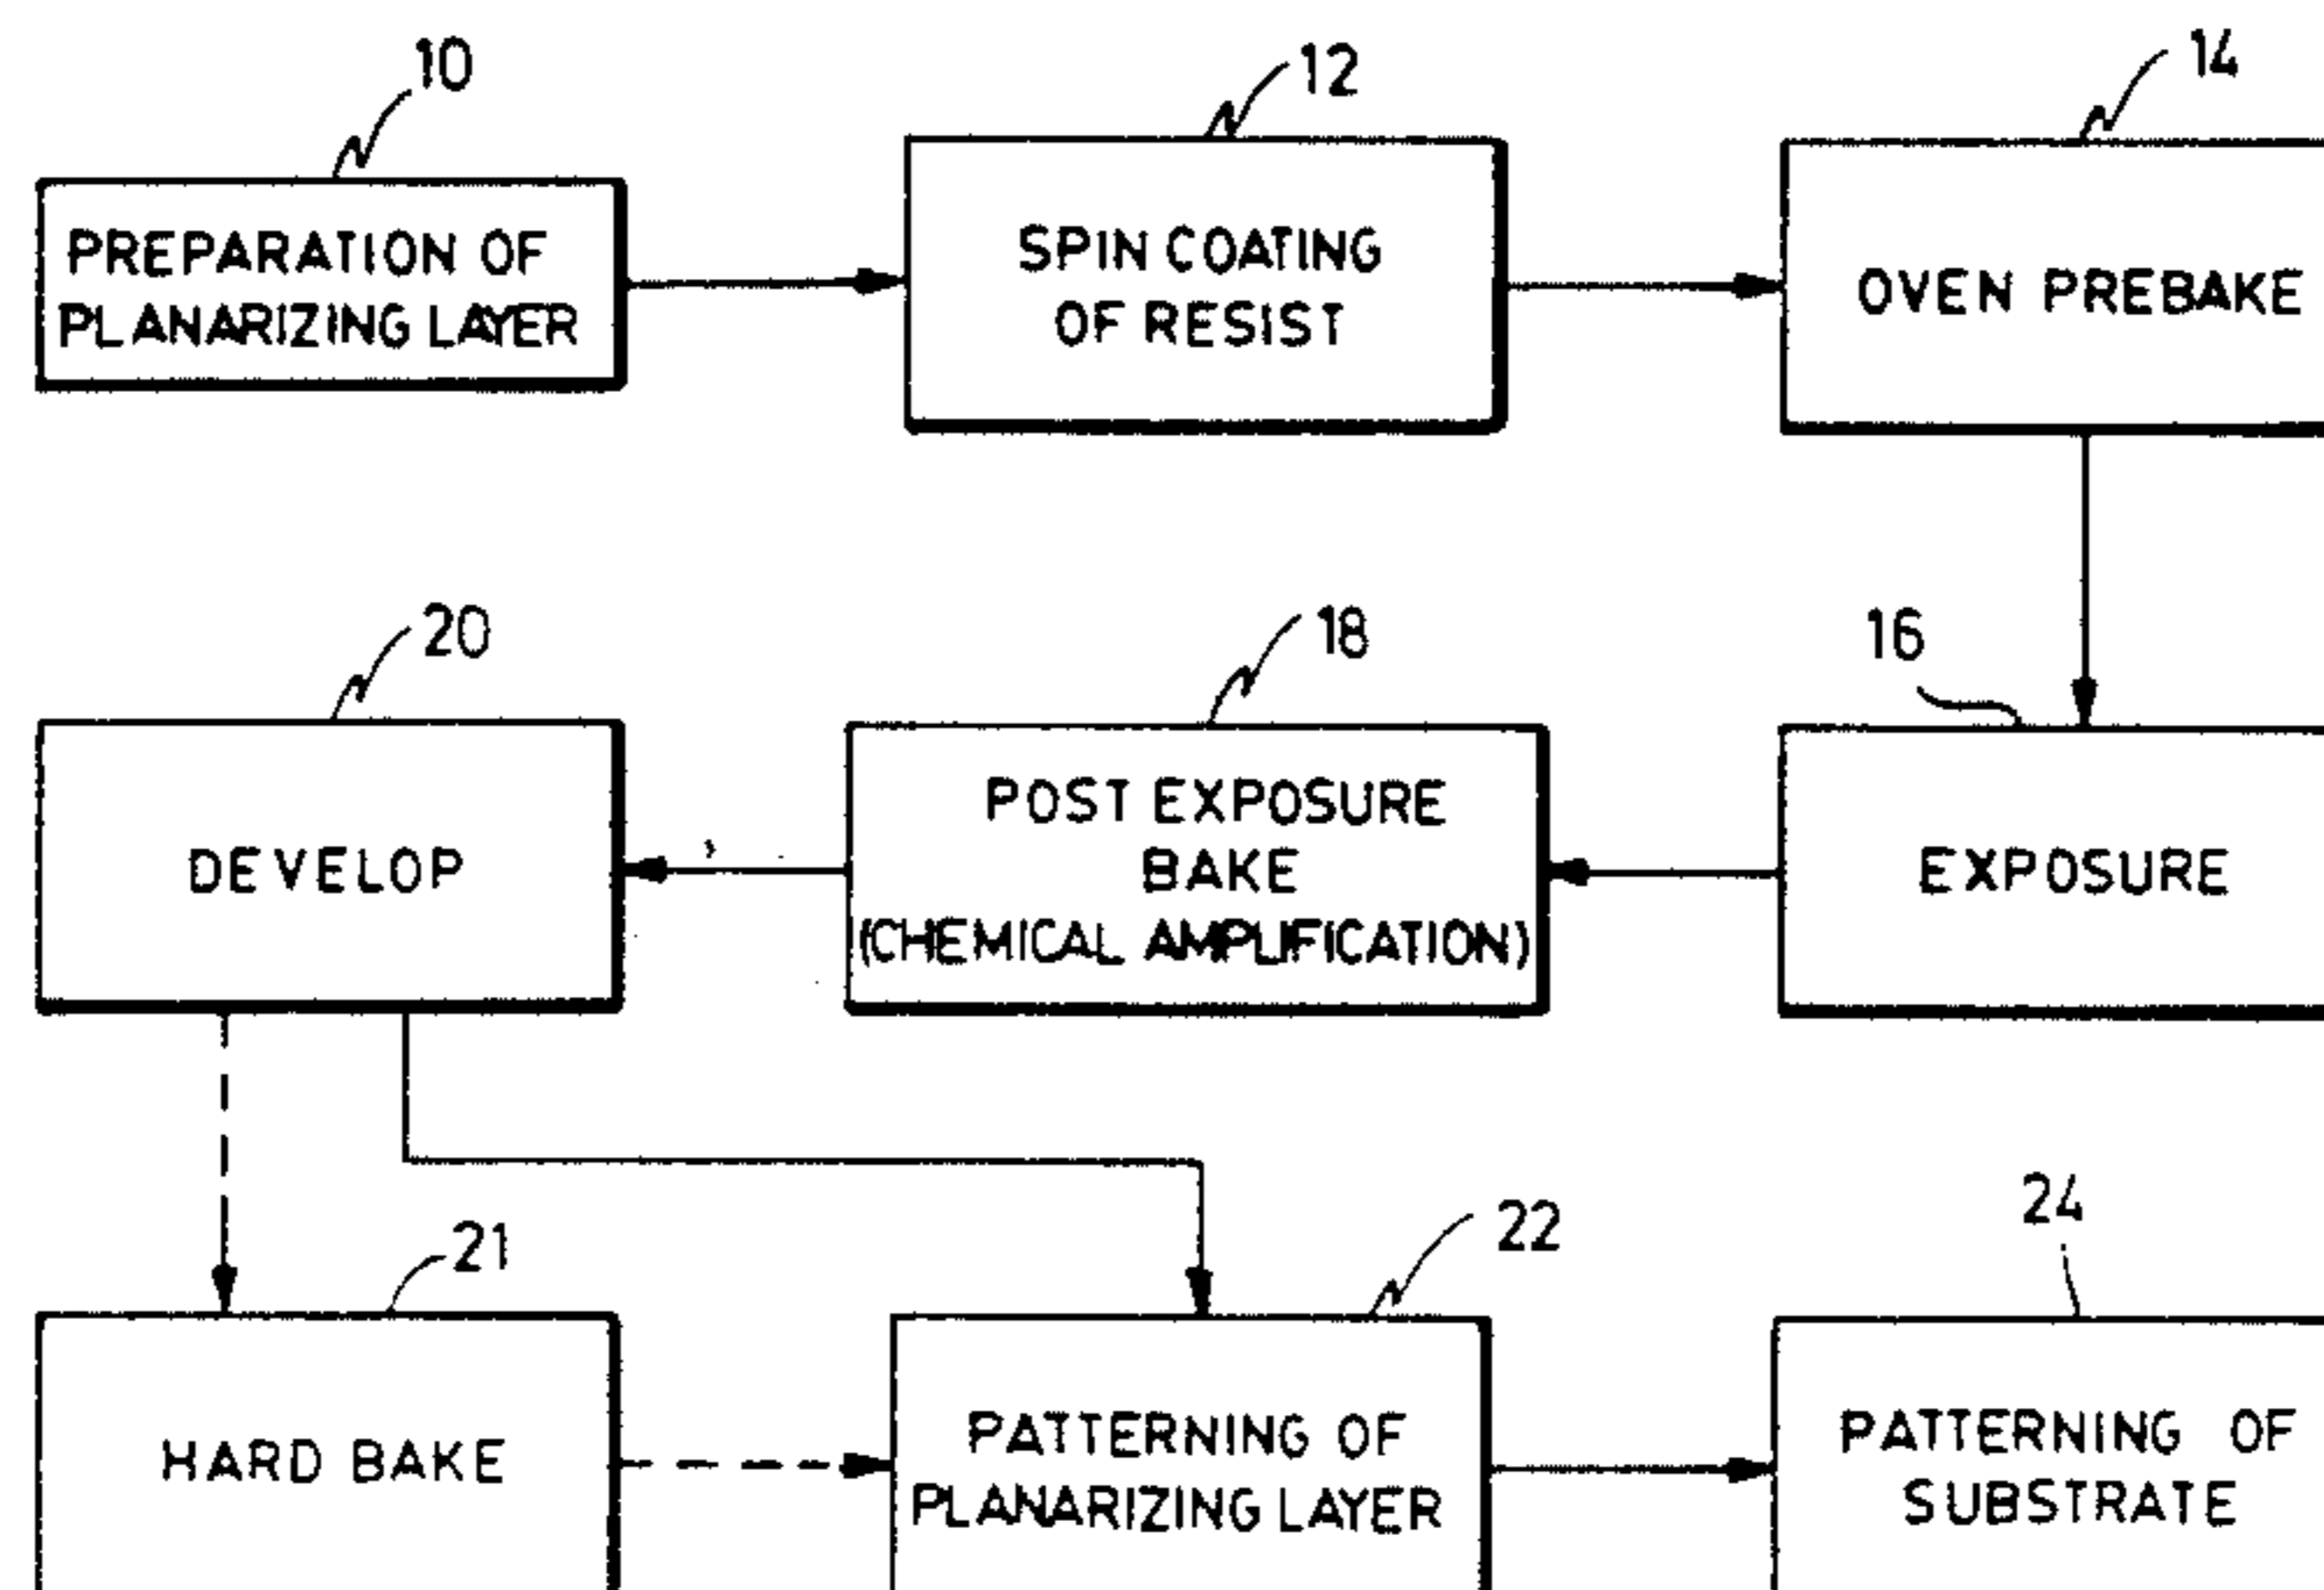 10
PREPARATION OF
PLANARIZING LAYER
12
SPIN COATING
OF RESIST
14
OVEN PREBAKE
16
EXPOSURE
18
POST EXPOSURE
BAKE
(CHEMICAL AMPLIFICATION)
20
DEVELOP
21
HARD BAKE
22
PATTERNING OF
PLANARIZING LAYER
24
PATTERNING OF
SUBSTRATE